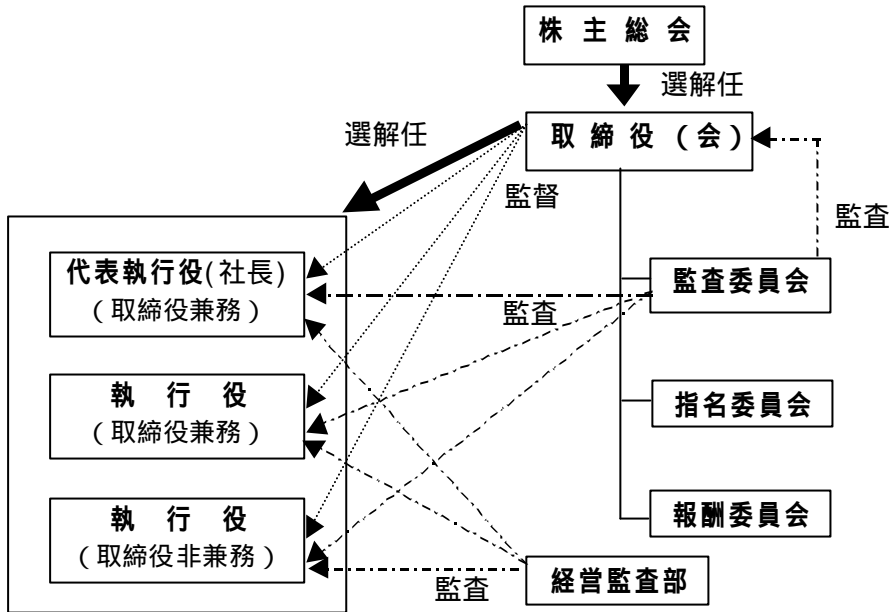 株 主 総 会
選解任
取 締 役 ( 会 )
選解任
監督
監査
代表執行役(社長)
(取締役兼務)
監査委員会
監査
執 行 役
(取締役兼務)
指名委員会
執 行 役
(取締役非兼務)
報酬委員会
監査
経営監査部